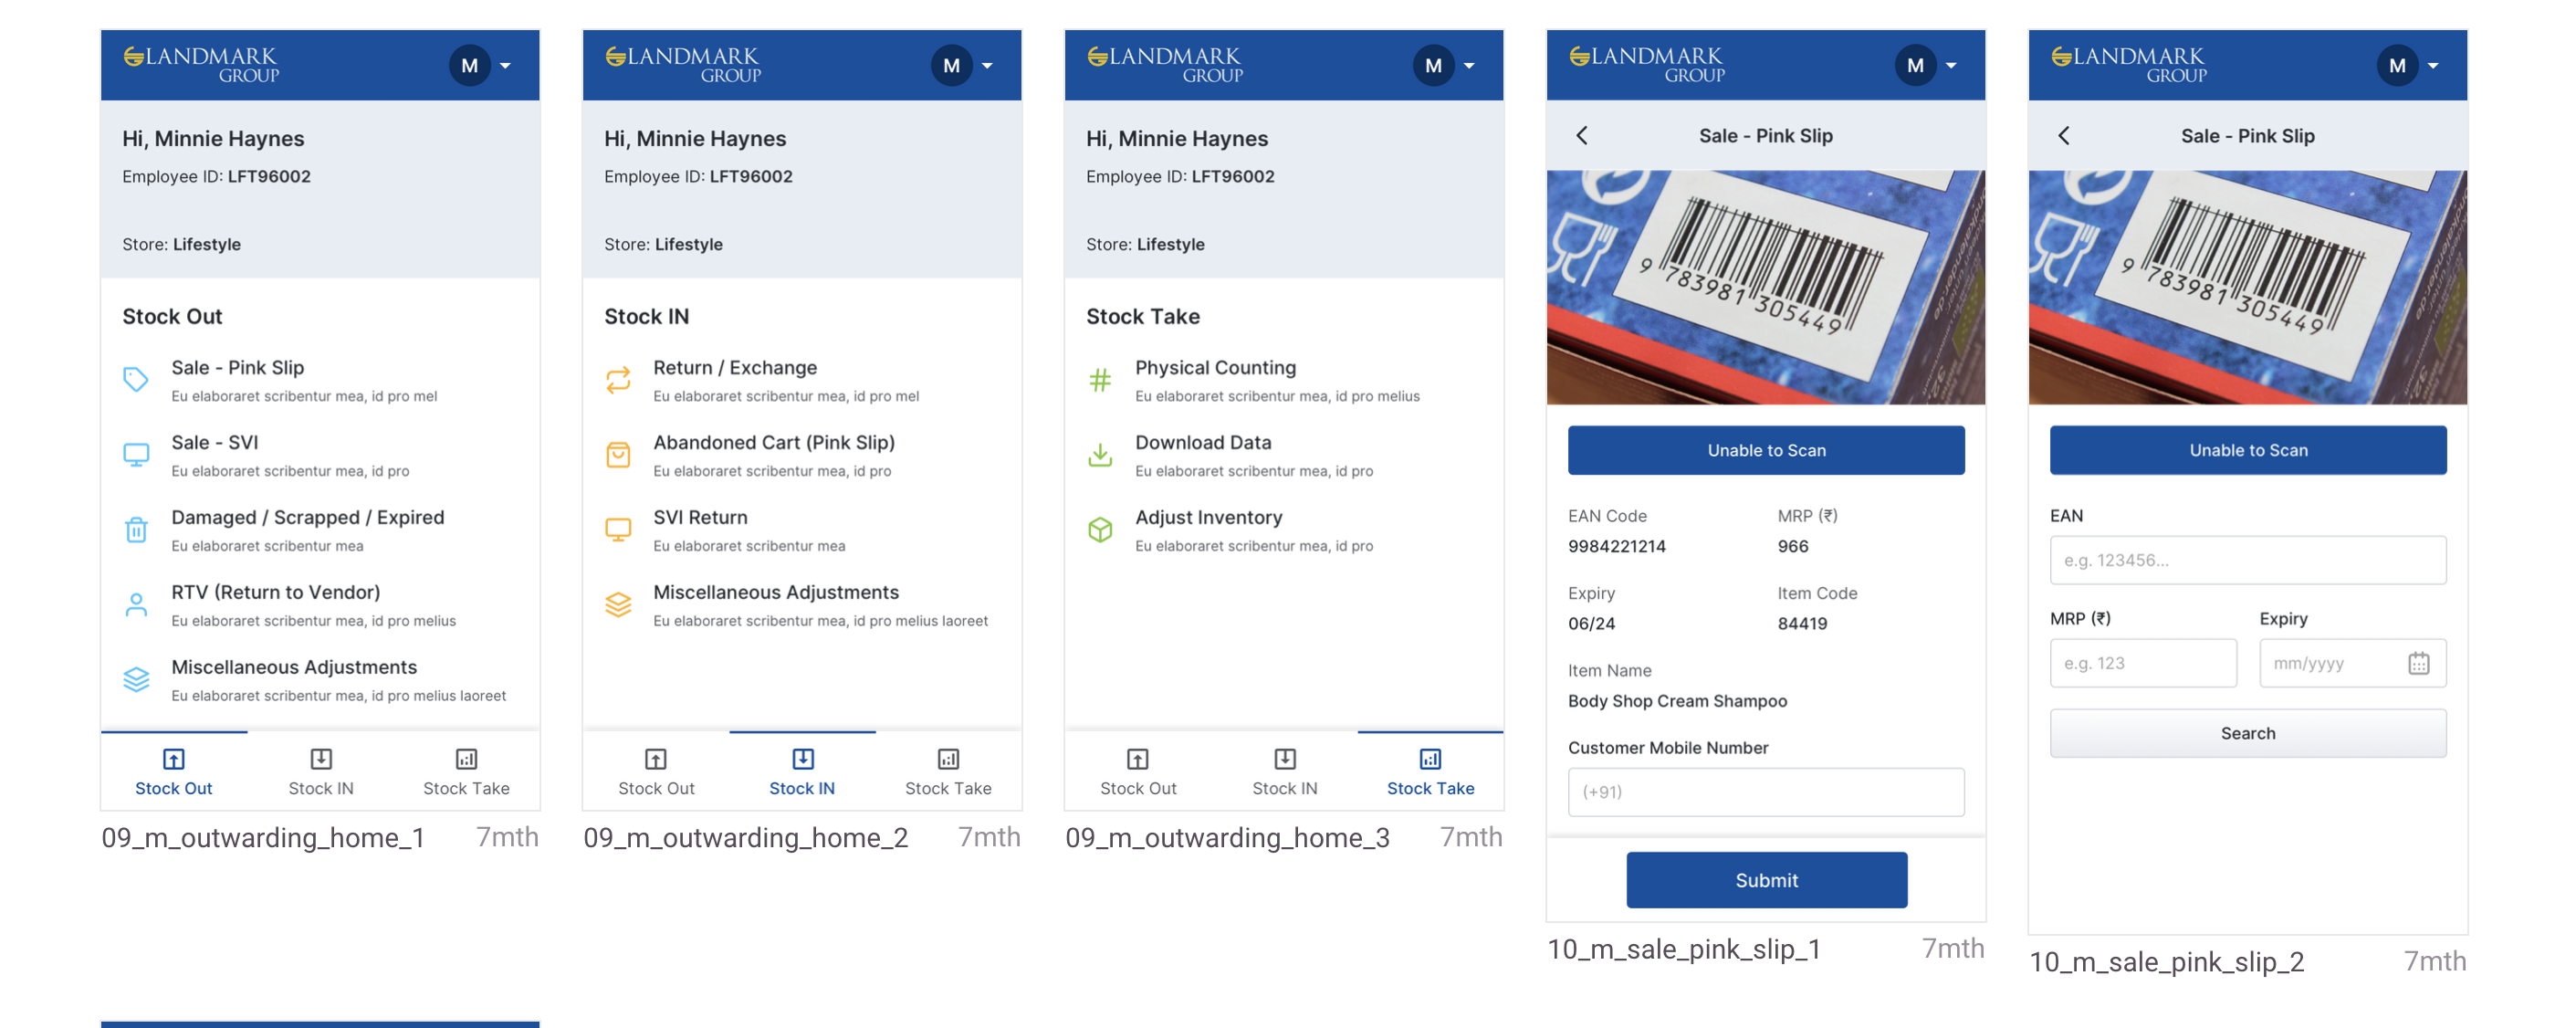 LANDMARK
GROUP
M
Hi, Minnie Haynes
Employee ID: LFT96002
Store: Lifestyle
Stock Out
Sale - Pink Slip
Eu elaboraret scribentur mea, id pro mel
Sale - SVI
Eu elaboraret scribentur mea, id pro
Damaged / Scrapped / Expired
Eu elaboraret scribentur mea
RTV (Return to Vendor)
Eu elaboraret scribentur mea, id pro melius
Miscellaneous Adjustments
Eu elaboraret scribentur mea, id pro melius laoreet
Stock Out
Stock IN
Stock Take
09_m_outwarding_home_1
7mth
LANDMARK
GROUP
M
Hi, Minnie Haynes
Employee ID: LFT96002
Store: Lifestyle
Stock IN
Return / Exchange
Eu elaboraret scribentur mea, id pro mel
Abandoned Cart (Pink Slip)
Eu elaboraret scribentur mea, id pro
SVI Return
Eu elaboraret scribentur mea
Miscellaneous Adjustments
Eu elaboraret scribentur mea, id pro melius laoreet
Stock Out
Stock IN
Stock Take
09_m_outwarding_home_2
7mth
LANDMARK
GROUP
M
Hi, Minnie Haynes
Employee ID: LFT96002
Store: Lifestyle
Stock Take
Physical Counting
Eu elaboraret scribentur mea, id pro melius
Download Data
Eu elaboraret scribentur mea, id pro
Adjust Inventory
Eu elaboraret scribentur mea, id pro
Stock Out
Stock IN
Stock Take
09_m_outwarding_home_3
7mth
LANDMARK
GROUP
M
Sale - Pink Slip
9 783981 305449
Unable to Scan
EAN Code
9984221214
MRP (₹)
966
Expiry
06/24
Item Code
84419
Item Name
Body Shop Cream Shampoo
Customer Mobile Number
(+91)
Submit
10_m_sale_pink_slip_1
7mth
LANDMARK
GROUP
M
Sale - Pink Slip
9 783981 305449
Unable to Scan
EAN
e.g. 123456...
MRP (₹)
e.g. 123
Expiry
mm/yyyy
Search
10_m_sale_pink_slip_2
7mth